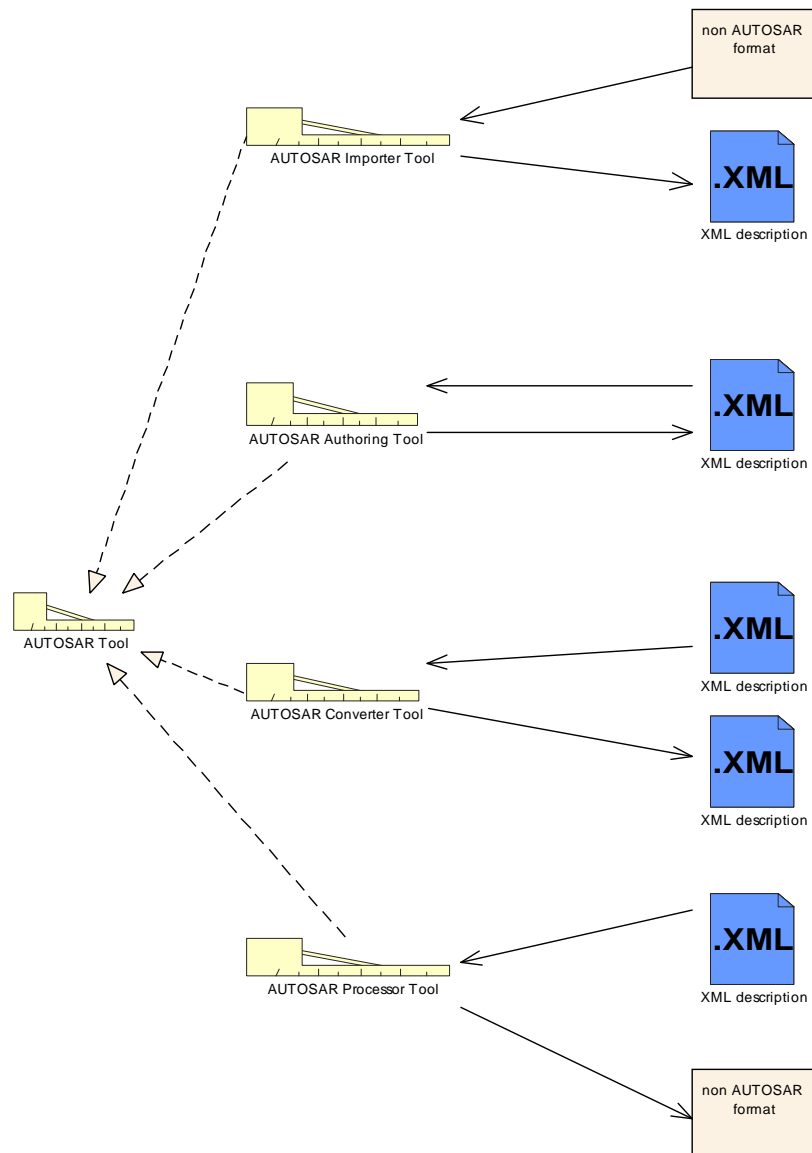 non AUTOSAR
format
AUTOSAR Importer Tool
.XML
XML description
.XML
AUTOSAR Authoring Tool
XML description
.XML
AUTOSAR Tool
XML description
AUTOSAR Converter Tool
.XML
XML description
.XML
AUTOSAR Processor Tool
XML description
non AUTOSAR
format